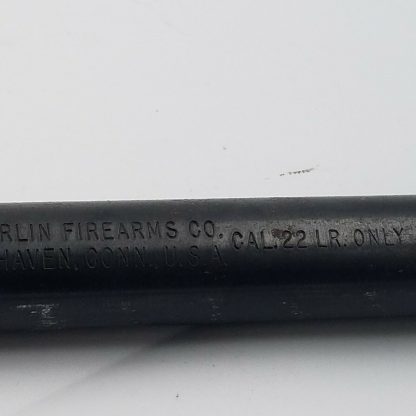 RLIN FIREARMS CO.
HAVEN, CONN. U.S.A.
CAL. 22 LR. ONLY